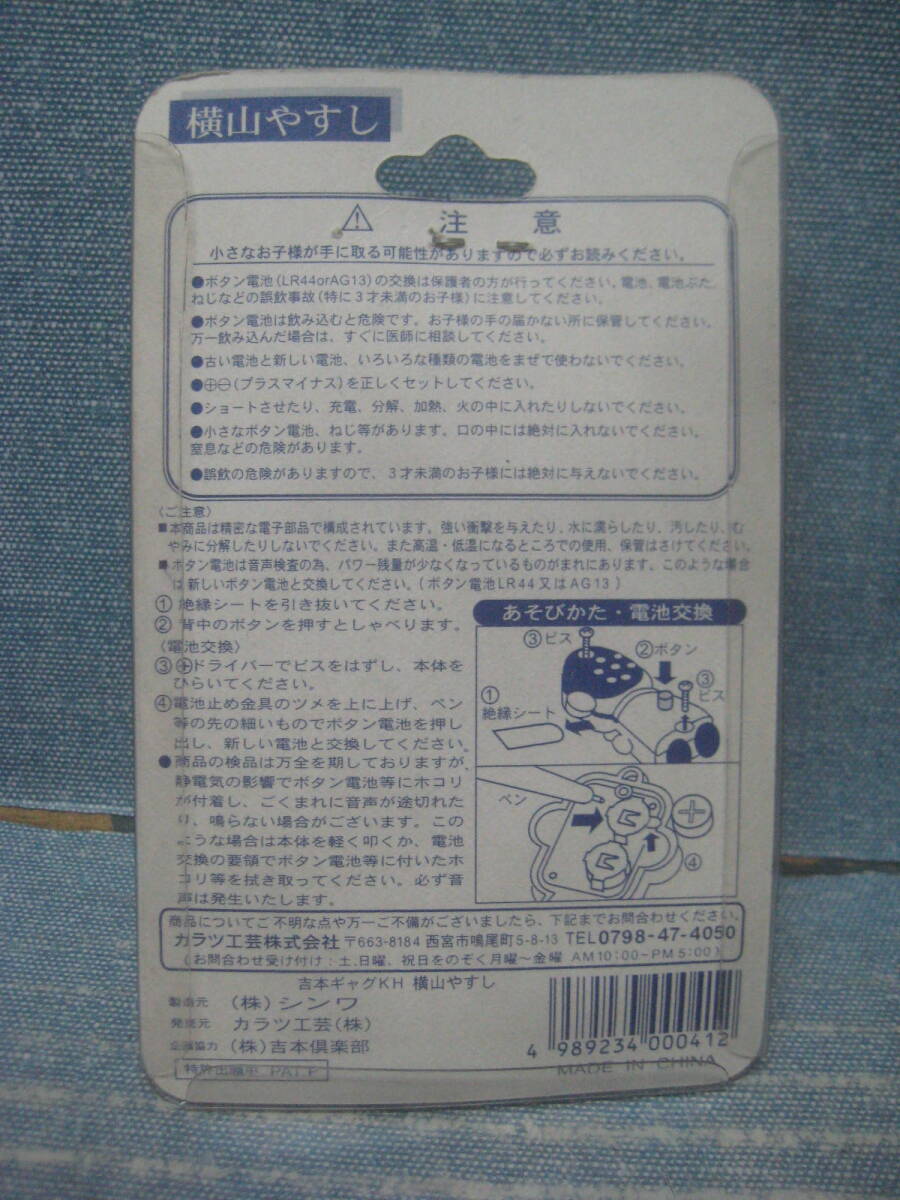 横山やすし
⚠ 注意
小さなお子様が手に取る可能性がありますので必ずお読みください。
●ボタン電池(LR44orAG13)の交換は保護者の方が行ってください。電池、電池ぶた、
ねじなどの誤飲事故(特に3才未満のお子様)に注意してください。
●ボタン電池は飲み込むと危険です。お子様の手の届かない所に保管してください。
万一飲み込んだ場合は、すぐに医師に相談してください。
●古い電池と新しい電池、いろいろな種類の電池をまぜて使わないでください。
●⊕⊖(プラスマイナス)を正しくセットしてください。
●ショートさせたり、充電、分解、加熱、火の中に入れたりしないでください。
●小さなボタン電池、ねじ等があります。口の中には絶対に入れないでください。
窒息などの危険があります。
●誤飲の危険がありますので、3才未満のお子様には絶対に与えないでください。
〈ご注意〉
■本商品は精密な電子部品で構成されています。強い衝撃を与えたり、水に濡らしたり、汚したり、む
やみに分解したりしないでください。また高温・低温になるところでの使用、保管はさけてください。
■ボタン電池は音声検査の為、パワー残量が少なくなっているものがまれにあります。このような場合
は新しいボタン電池と交換してください。(ボタン電池LR44又はAG13)
①絶縁シートを引き抜いてください。
②背中のボタンを押すとしゃべります。
〈電池交換〉
③⊕ドライバーでビスをはずし、本体を
ひらいてください。
④電池止め金具のツメを上に上げ、ペン
等の先の細いものでボタン電池を押し
出し、新しい電池と交換してください。
●商品の検品は万全を期しておりますが、
静電気の影響でボタン電池等にホコリ
が付着し、ごくまれに音声が途切れた
り、鳴らない場合がございます。この
ような場合は本体を軽く叩くか、電池
交換の要領でボタン電池等に付いたホ
コリ等を拭き取ってください。必ず音
声は発生いたします。
あそびかた・電池交換
③ビス
②ボタン
③
ビス
①
絶縁シート
ペン
④
商品についてご不明な点や万一ご不備がございましたら、下記までお問合わせください。
カラツ工芸株式会社 〒663-8184 西宮市鳴尾町5-8-13 TEL0798-47-4050
(お問合わせ受け付け:土.日曜、祝日をのぞく月曜~金曜 AM10:00~PM5:00)
吉本ギャグKH 横山やすし
製造元 (株)シンワ
発売元 カラツ工芸(株)
企画協力 (株)吉本倶楽部
特許出願中 PAT.P
4 989234 000412
MADE IN CHINA